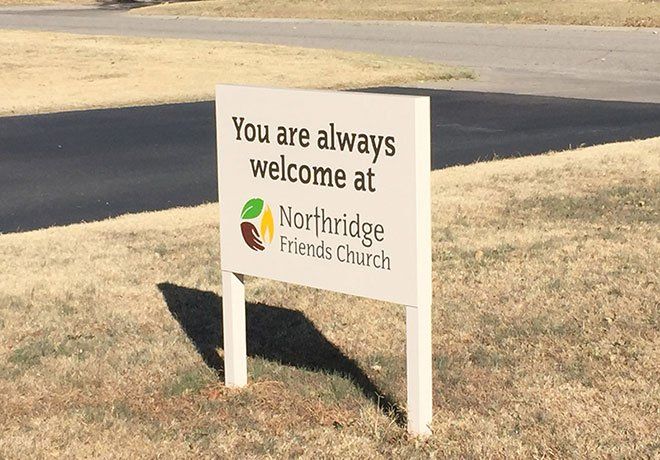 You are always
welcome at
Northridge
Friends Church